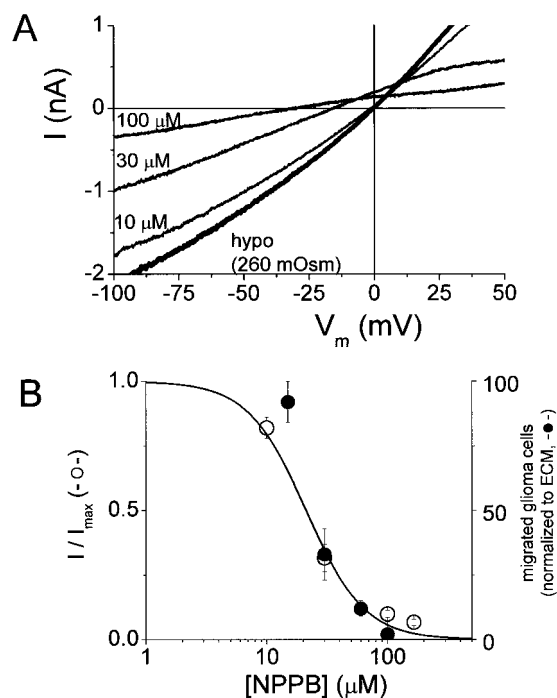 A
I (nA)
1
0
-1
-2
100 μM
30 μM
10 μM
hypo
(260 mOsm)
-100 -75 -50 -25 0 25 50
Vm (mV)
B
I / Imax (-O-)
1.0
0.5
0.0
100
50
0
migrated glioma cells
(normalized to ECM, -●-)
1 10 100
[NPPB] (μM)